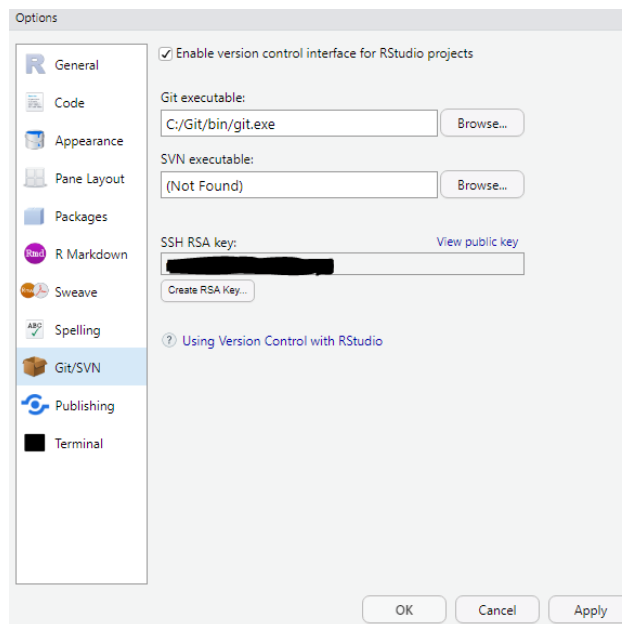 Options
R General
Code
Appearance
Pane Layout
Packages
Rmd R Markdown
Sweave
ABC Spelling
Git/SVN
Publishing
Terminal
Enable version control interface for RStudio projects
Git executable:
C:/Git/bin/git.exe Browse...
SVN executable:
(Not Found) Browse...
SSH RSA key: View public key
Create RSA Key...
? Using Version Control with RStudio
OK Cancel Apply